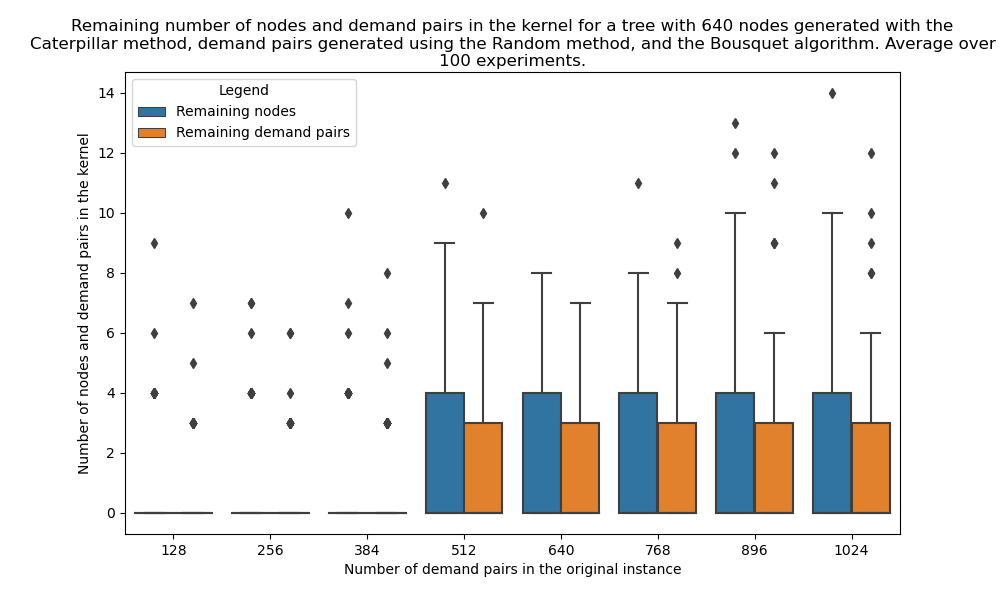 Remaining number of nodes and demand pairs in the kernel for a tree with 640 nodes generated with the
Caterpillar method, demand pairs generated using the Random method, and the Bousquet algorithm. Average over
100 experiments.
Legend
Remaining nodes
Remaining demand pairs
Number of nodes and demand pairs in the kernel
14
12
10
8
6
4
2
0
128 256 384 512 640 768 896 1024
Number of demand pairs in the original instance